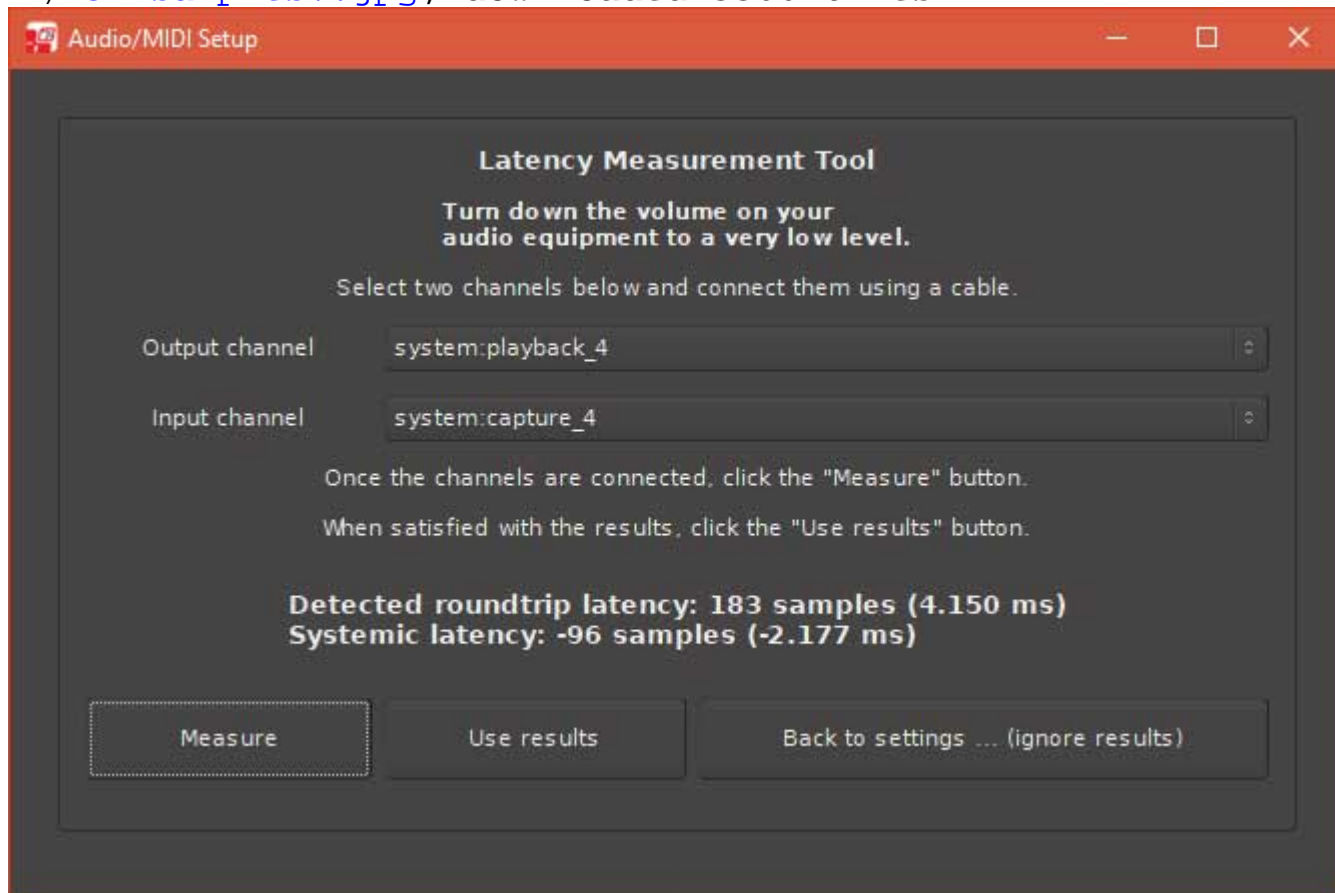 Audio/MIDI Setup
Latency Measurement Tool
Turn down the volume on your
audio equipment to a very low level.
Select two channels below and connect them using a cable.
Output channel system:playback_4
Input channel system:capture_4
Once the channels are connected, click the "Measure" button.
When satisfied with the results, click the "Use results" button.
Detected roundtrip latency: 183 samples (4.150 ms)
Systemic latency: -96 samples (-2.177 ms)
Measure Use results Back to settings ... (ignore results)